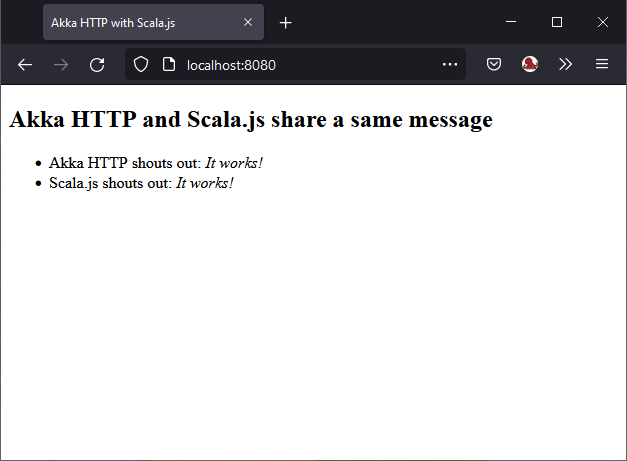 Akka HTTP with Scala.js
localhost:8080
Akka HTTP and Scala.js share a same message
Akka HTTP shouts out: It works!
Scala.js shouts out: It works!